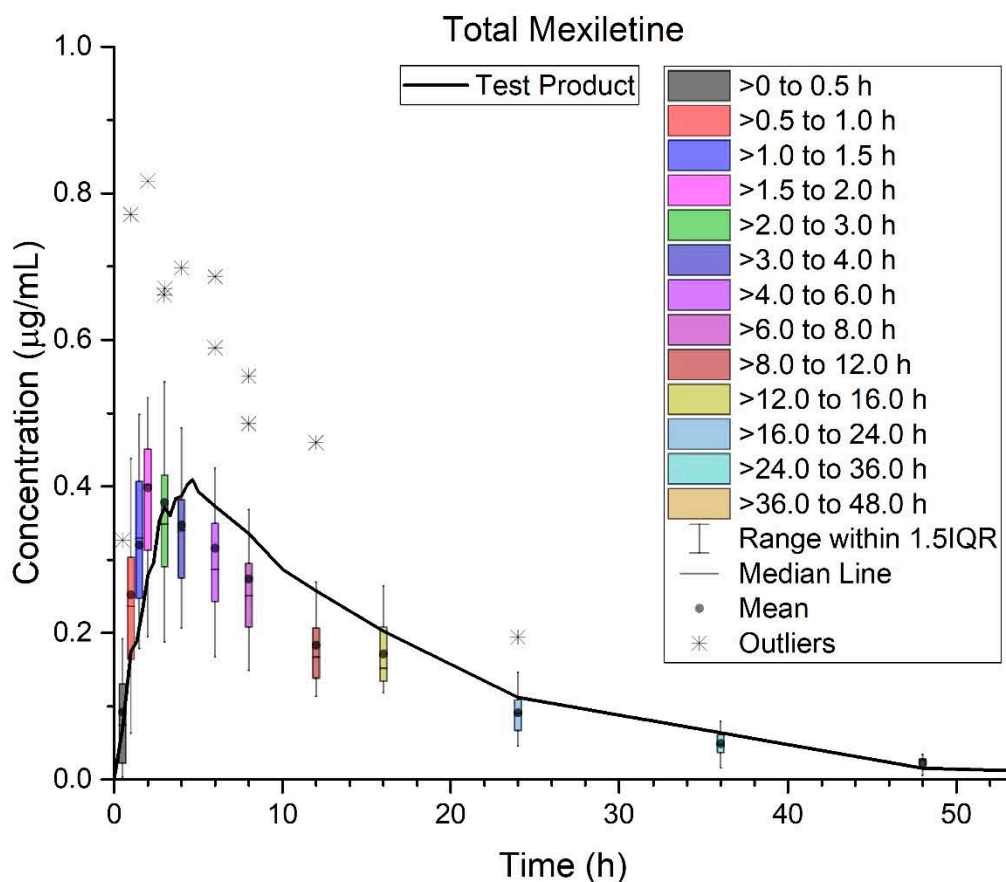 Total Mexiletine
Test Product
>0 to 0.5 h
>0.5 to 1.0 h
>1.0 to 1.5 h
>1.5 to 2.0 h
>2.0 to 3.0 h
>3.0 to 4.0 h
>4.0 to 6.0 h
>6.0 to 8.0 h
>8.0 to 12.0 h
>12.0 to 16.0 h
>16.0 to 24.0 h
>24.0 to 36.0 h
>36.0 to 48.0 h
Range within 1.5IQR
Median Line
Mean
Outliers
Concentration (μg/mL)
1.0
0.8
0.6
0.4
0.2
0.0
0 10 20 30 40 50
Time (h)